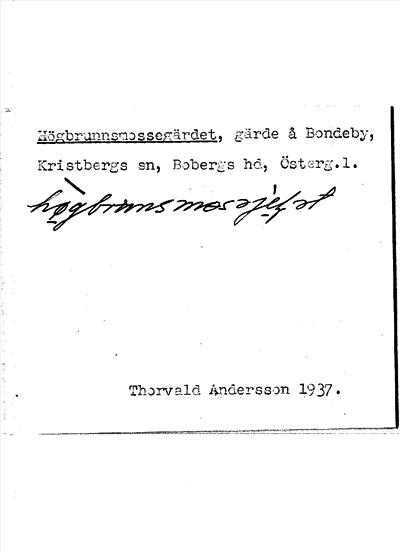 Högbrunnsmossegärdet, gärde å Bondeby,
Kristbergs sn, Bobergs hd, Österg.l.
Thorvald Andersson 1937.